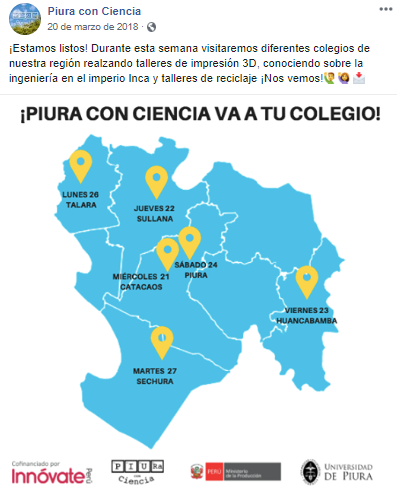 Piura con Ciencia
20 de marzo de 2018
¡Estamos listos! Durante esta semana visitaremos diferentes colegios de
nuestra región realzando talleres de impresión 3D, conociendo sobre la
ingeniería en el imperio Inca y talleres de reciclaje ¡Nos vemos!
¡PIURA CON CIENCIA VA A TU COLEGIO!
LUNES 26
TALARA
JUEVES 22
SULLANA
SÁBADO 24
PIURA
MIÉRCOLES 21
CATACAOS
VIERNES 23
HUANCABAMBA
MARTES 27
SECHURA
Cofinanciado por
Innóvate Perú
PIURa
con
Ciencia
PERÚ
Ministerio
de la Producción
UNIVERSIDAD
DE PIURA